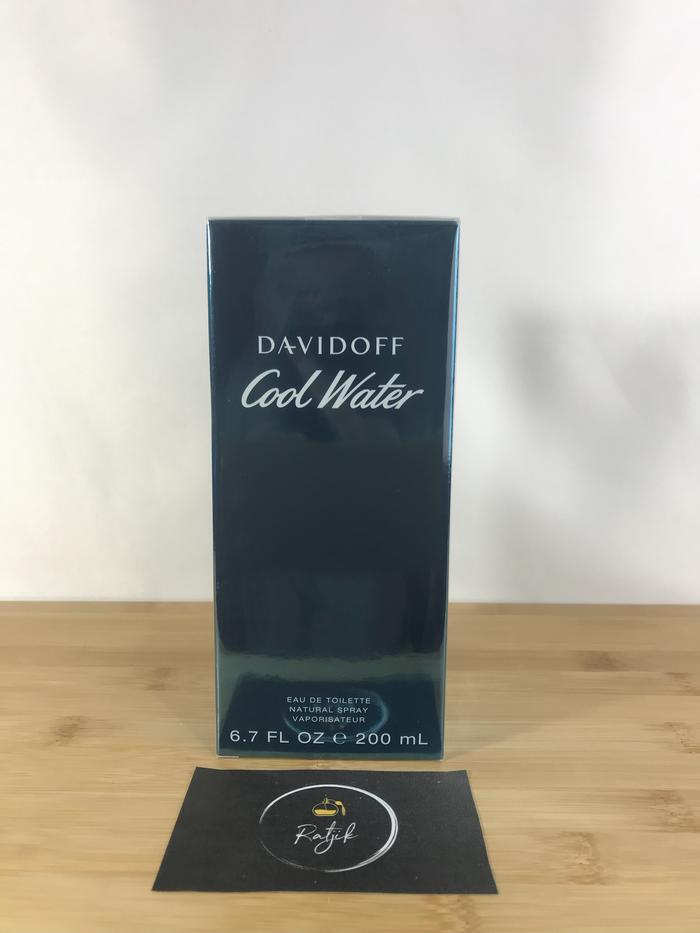 DAVIDOFF
Cool Water
EAU DE TOILETTE
NATURAL SPRAY
VAPORISATEUR
6.7 FL OZ ℮ 200 mL
Ratjik